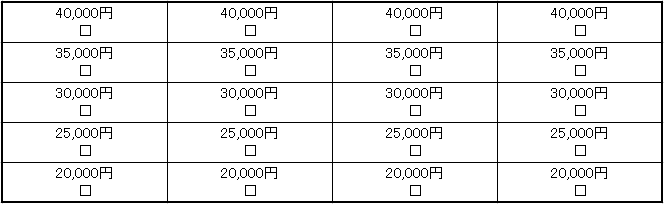 40,000円 40,000円 40,000円 40,000円
□ □ □ □
35,000円 35,000円 35,000円 35,000円
□ □ □ □
30,000円 30,000円 30,000円 30,000円
□ □ □ □
25,000円 25,000円 25,000円 25,000円
□ □ □ □
20,000円 20,000円 20,000円 20,000円
□ □ □ □